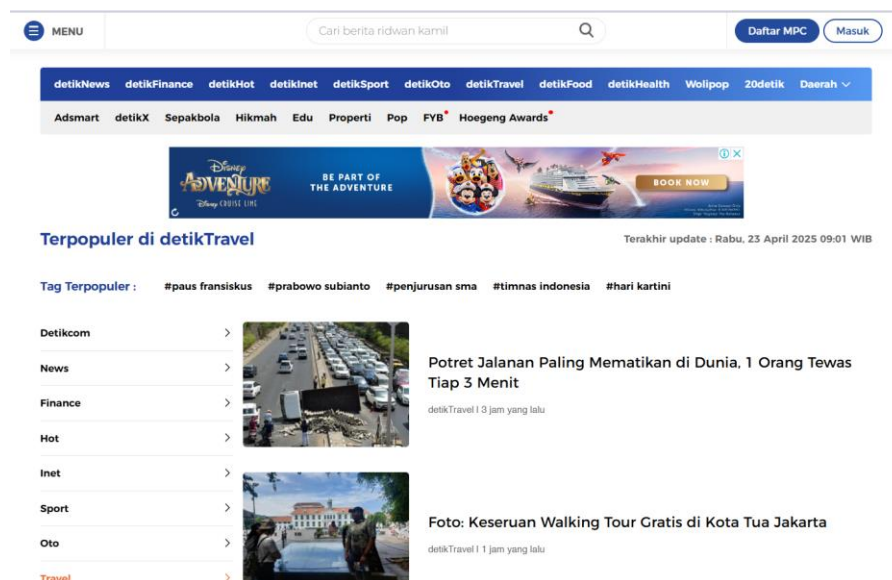 MENU
Cari berita ridwan kamil
Daftar MPC
Masuk
detikNews detikFinance detikHot detikInet detikSport detikOto detikTravel detikFood detikHealth Wolipop 20detik Daerah
Adsmart detikX Sepakbola Hikmah Edu Properti Pop FYB Hoegeng Awards
Disney
ADVENTURE
Disney CRUISE LINE
BE PART OF
THE ADVENTURE
BOOK NOW
Terpopuler di detikTravel
Terakhir update : Rabu, 23 April 2025 09:01 WIB
Tag Terpopuler : #paus fransiskus #prabowo subianto #penjurusan sma #timnas indonesia #hari kartini
Detikcom
News
Finance
Hot
Inet
Sport
Oto
Travel
Potret Jalanan Paling Mematikan di Dunia, 1 Orang Tewas
Tiap 3 Menit
detikTravel | 3 jam yang lalu
Foto: Keseruan Walking Tour Gratis di Kota Tua Jakarta
detikTravel | 1 jam yang lalu